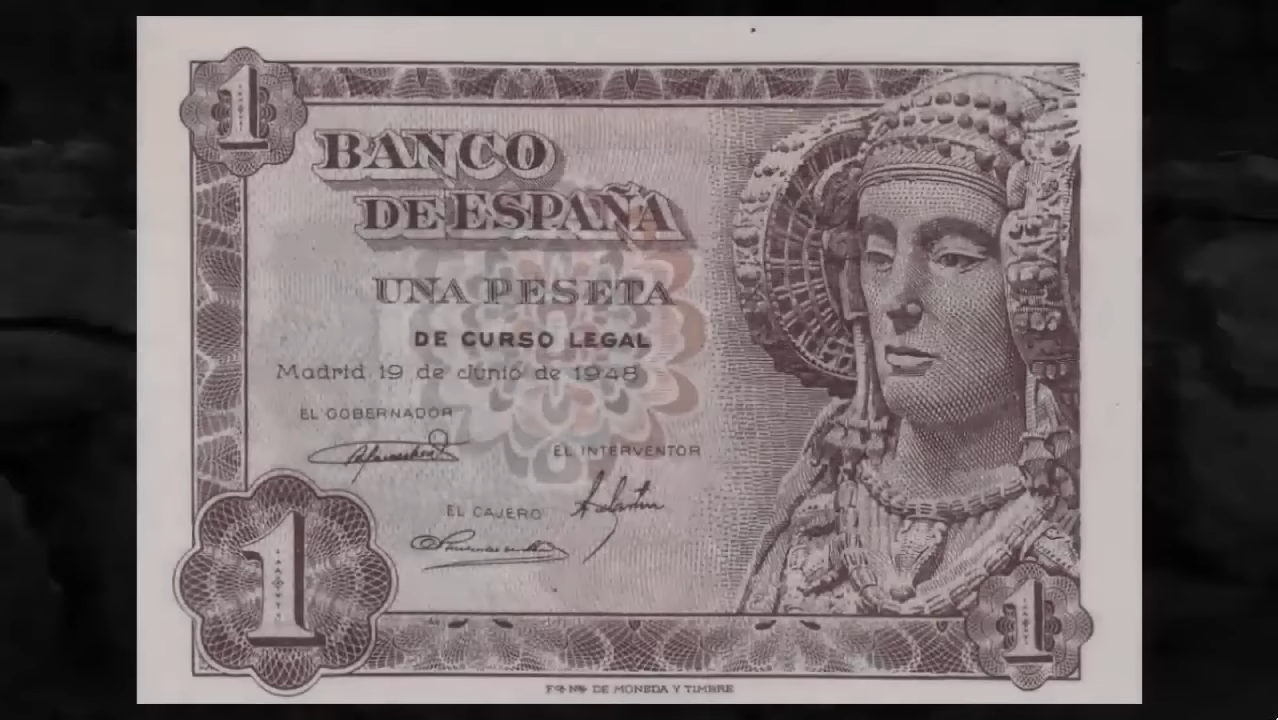 1
BANCO
DE ESPAÑA
UNA PESETA
DE CURSO LEGAL
Madrid 19 de Junio de 1948
EL GOBERNADOR
EL INTERVENTOR
EL CAJERO
1
1
Fca. Nal. DE MONEDA Y TIMBRE